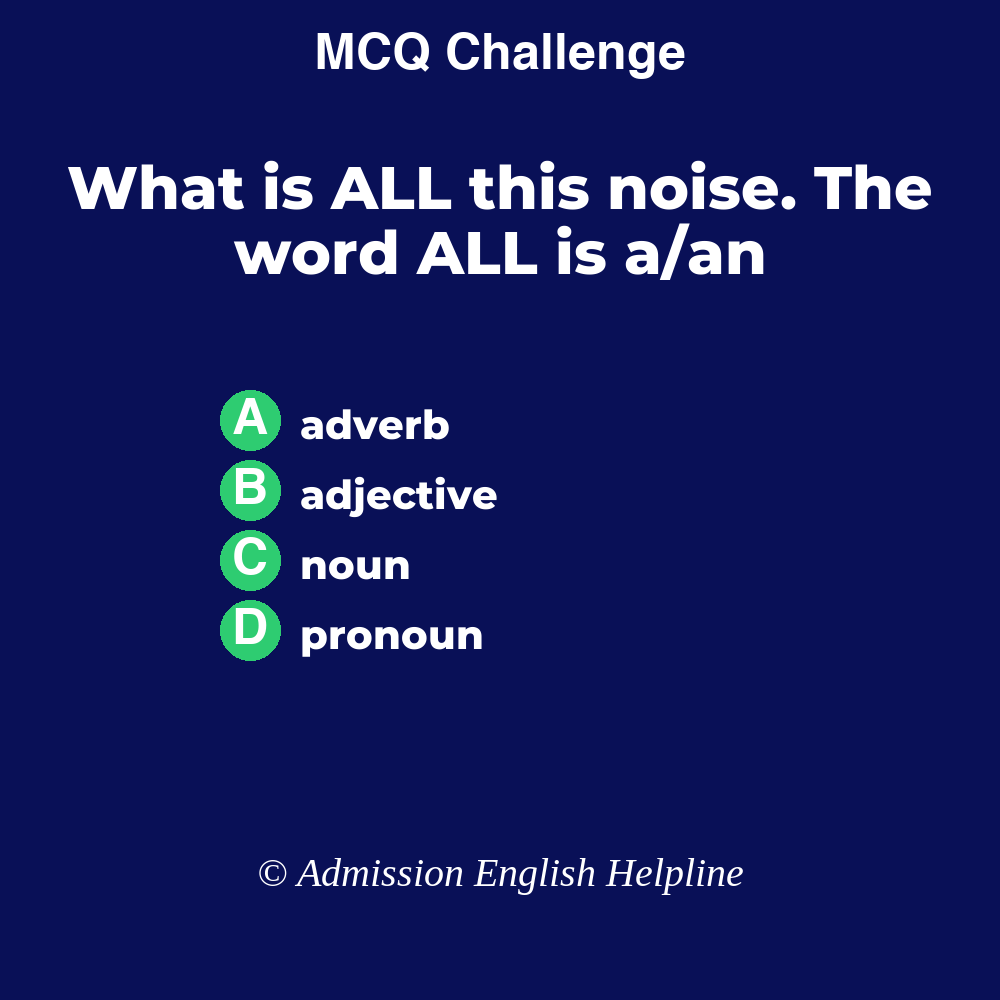 MCQ Challenge
What is ALL this noise. The
word ALL is a/an
A adverb
B adjective
C noun
D pronoun
© Admission English Helpline